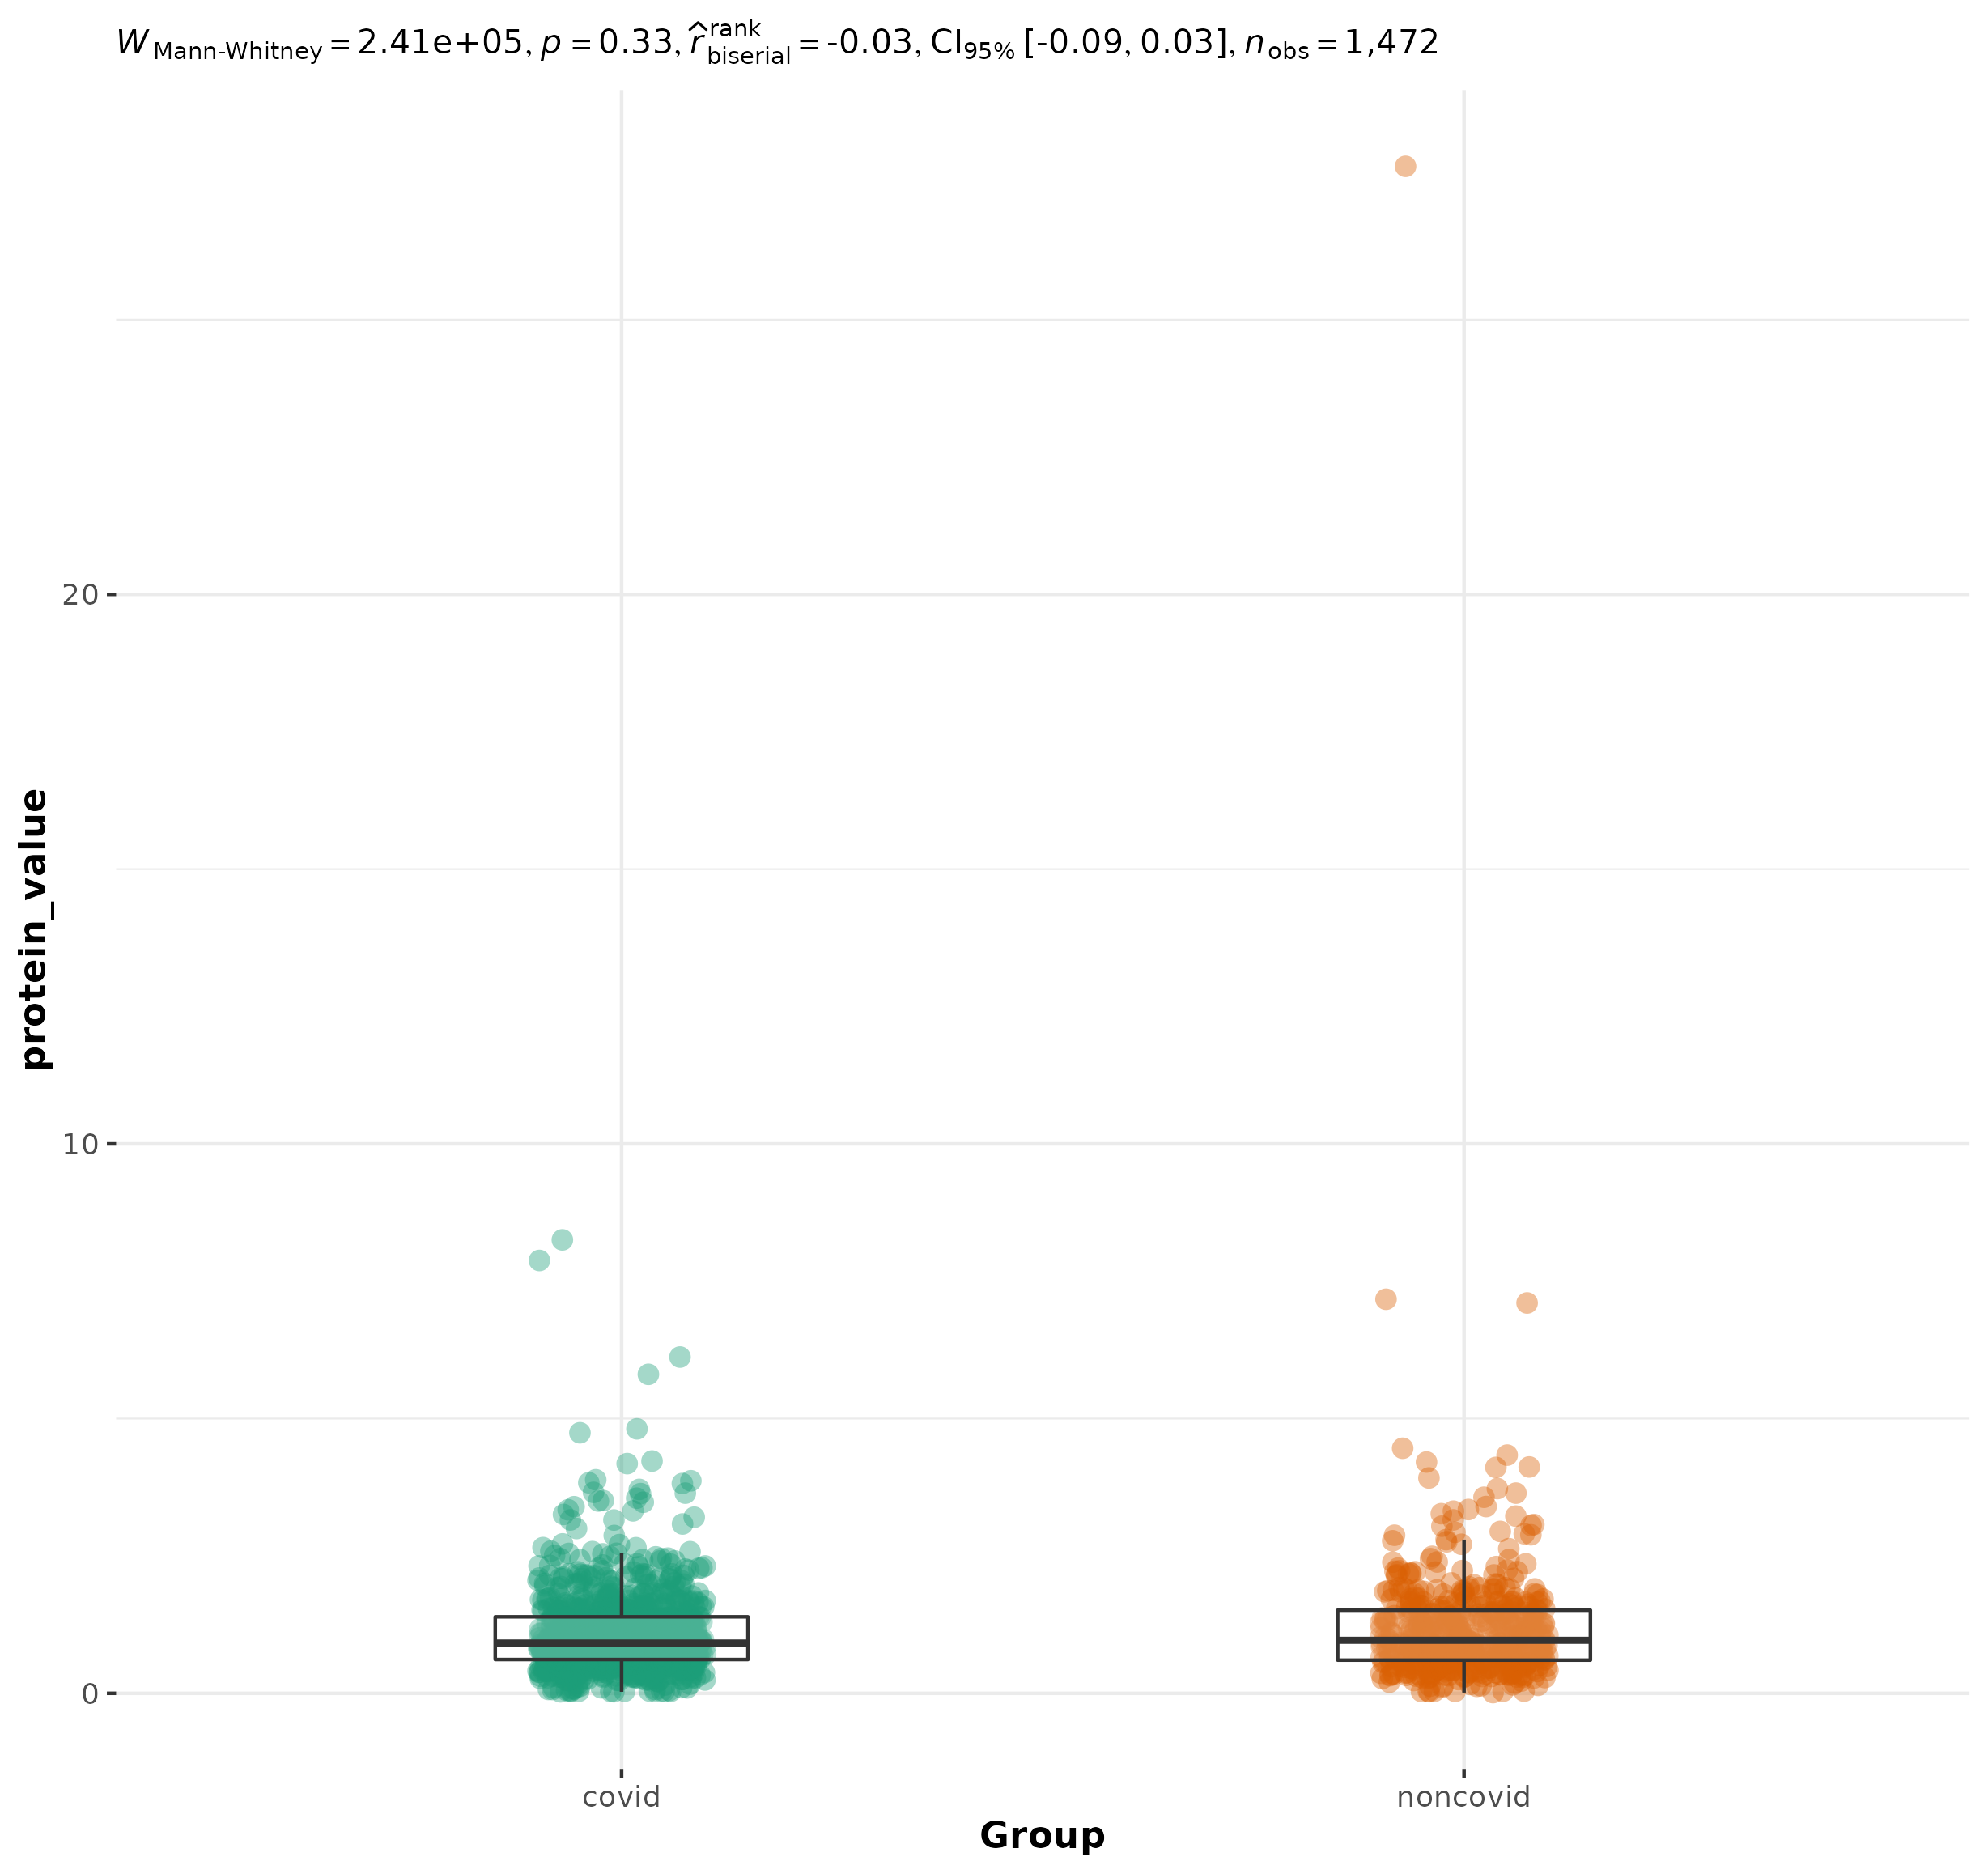 W Mann-Whitney = 2.41e+05, p = 0.33, r̂ rank biserial = -0.03, CI95% [-0.09, 0.03], n obs = 1,472
20
10
0
protein_value
covid noncovid
Group